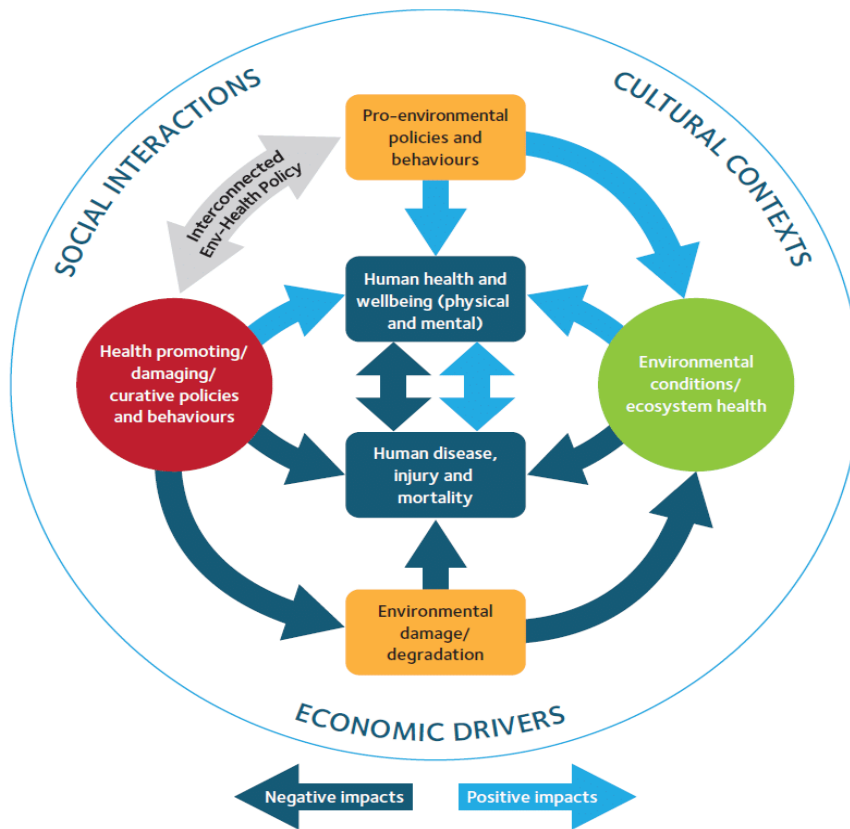 SOCIAL INTERACTIONS
CULTURAL CONTEXTS
Pro-environmental
policies and
behaviours
Interconnected
Env-Health Policy
Human health and
wellbeing (physical
and mental)
Health promoting/
damaging/
curative policies
and behaviours
Environmental
conditions/
ecosystem health
Human disease,
injury and
mortality
Environmental
damage/
degradation
ECONOMIC DRIVERS
Negative impacts
Positive impacts